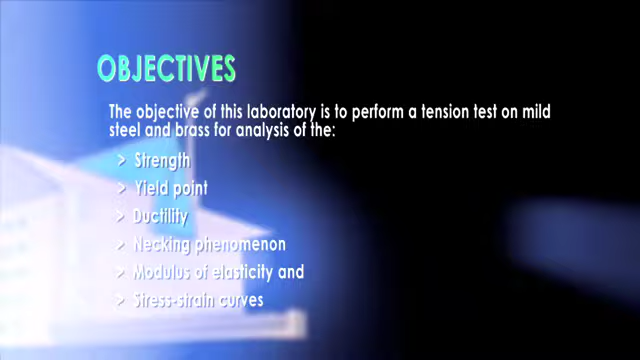 OBJECTIVES
The objective of this laboratory is to perform a tension test on mild
steel and brass for analysis of the:
> Strength
> Yield point
> Ductility
> Necking phenomenon
> Modulus of elasticity and
> Stress-strain curves